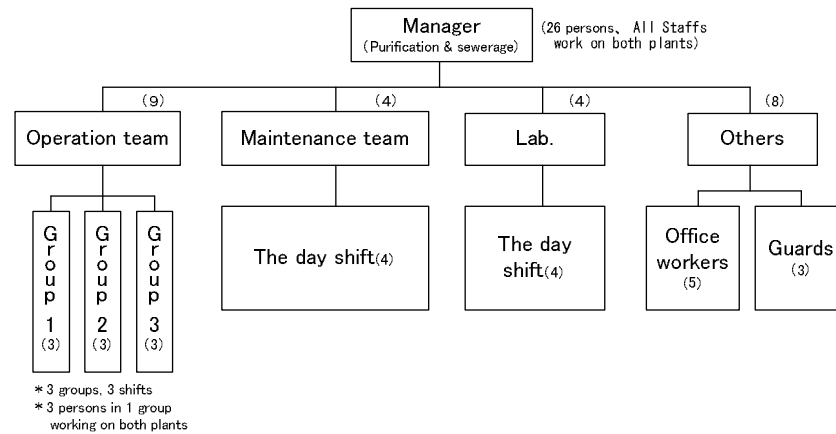 Manager
(Purification & sewerage)
(26 persons、 All Staffs
work on both plants)
(9)
(4)
(4)
(8)
Operation team
Maintenance team
Lab.
Others
Group 1
(3)
Group 2
(3)
Group 3
(3)
The day shift(4)
The day
shift(4)
Office
workers
(5)
Guards
(3)
*3 groups, 3 shifts
*3 persons in 1 group
working on both plants